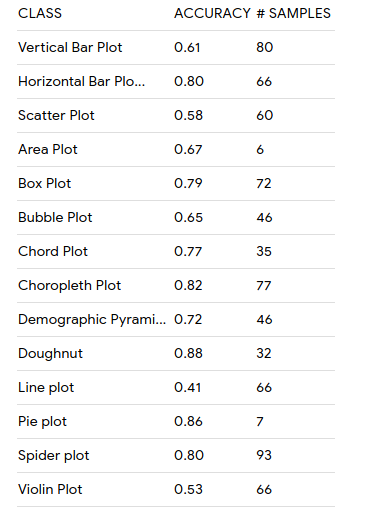 CLASS ACCURACY # SAMPLES
Vertical Bar Plot 0.61 80
Horizontal Bar Plo... 0.80 66
Scatter Plot 0.58 60
Area Plot 0.67 6
Box Plot 0.79 72
Bubble Plot 0.65 46
Chord Plot 0.77 35
Choropleth Plot 0.82 77
Demographic Pyrami... 0.72 46
Doughnut 0.88 32
Line plot 0.41 66
Pie plot 0.86 7
Spider plot 0.80 93
Violin Plot 0.53 66